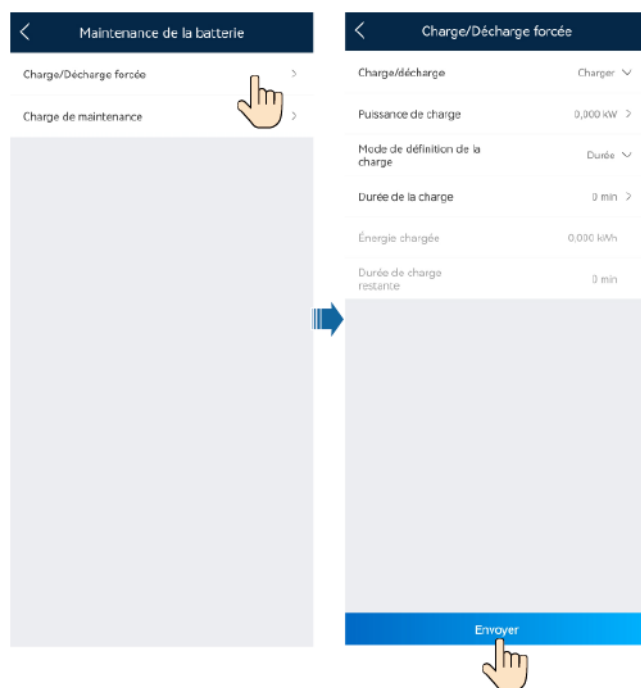 Maintenance de la batterie
Charge/Décharge forcée
Charge de maintenance
Charge/Décharge forcée
Charge/décharge
Charger
Puissance de charge
0,000 kW
Mode de définition de la
charge
Durée
Durée de la charge
0 min
Énergie chargée
0,000 kWh
Durée de charge
restante
0 min
Envoyer